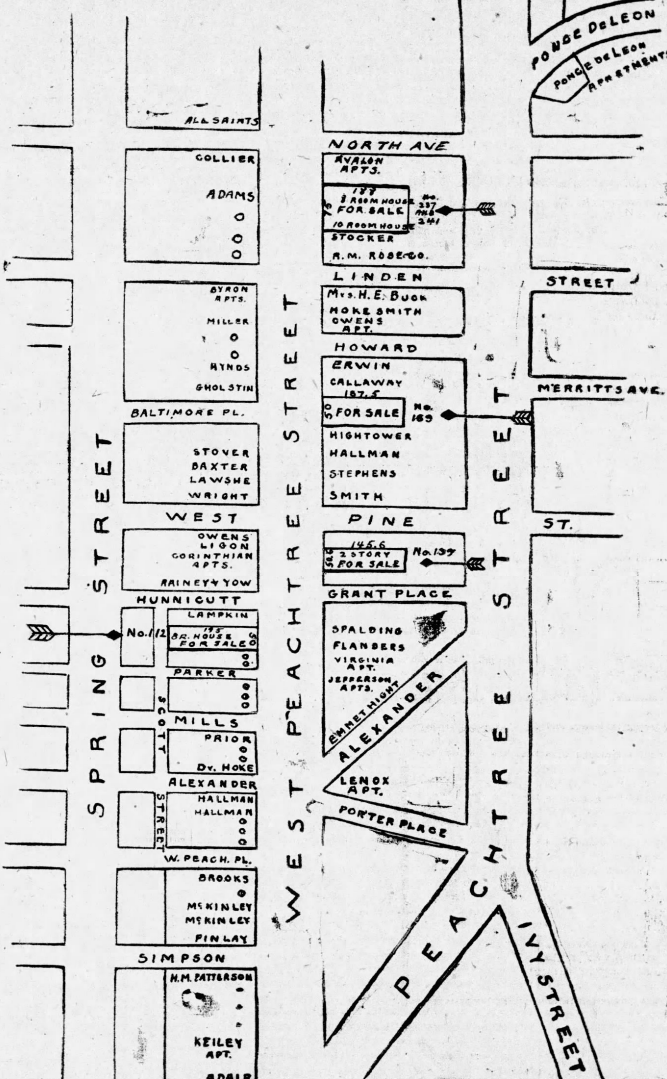 PONCE DeLEON
PONCE DeLEON
APARTMENTS
ALL SAINTS
NORTH AVE
COLLIER
ADAMS
AVALON
APTS.
188
8 ROOM HOUSE
75
FOR SALE
10 ROOM HOUSE
No.
237
AND
241
STOCKER
R.M. ROSE CO.
LINDEN
STREET
BYRON
APTS.
MILLER
HYNDS
GHOLSTIN
Mrs. H.E. BUCK
HOKE SMITH
OWENS
APT.
HOWARD
ERWIN
CALLAWAY
187.5
50
FOR SALE
No.
169
HIGHTOWER
HALLMAN
STEPHENS
SMITH
MERRITTS AVE.
BALTIMORE PL.
STOVER
BAXTER
LAWSHE
WRIGHT
WEST
PINE
ST.
OWENS
LIGON
CORINTHIAN
APTS.
RAINEY & YOW
145.6
2 STORY
FOR SALE
No. 139
HUNNICUTT
GRANT PLACE
LAMPKIN
No. 112
8 R. HOUSE
FOR SALE
50
PARKER
SPALDING
FLANDERS
VIRGINIA
APT.
JEFFERSON
APTS.
EMMET HIGHT
ALEXANDER
MILLS
PRIOR
Dr. HOKE
SCOTT
STREET
ALEXANDER
HALLMAN
HALLMAN
LENOX
APT.
PORTER PLACE
W. PEACH. PL.
BROOKS
McKINLEY
McKINLEY
FINLAY
SIMPSON
H.M. PATTERSON
KEILEY
APT.
ADAIR
SPRING STREET
WEST PEACHTREE STREET
PEACHTREE STREET
IVY STREET